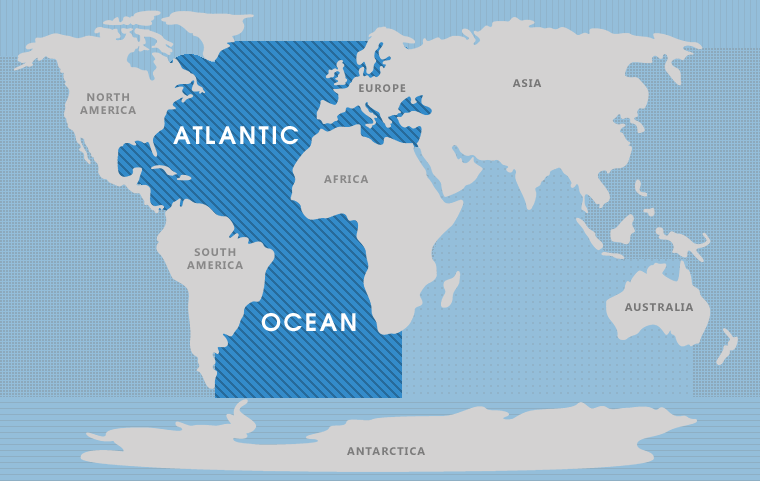 EUROPE
ASIA
NORTH
AMERICA
ATLANTIC
AFRICA
SOUTH
AMERICA
AUSTRALIA
OCEAN
ANTARCTICA